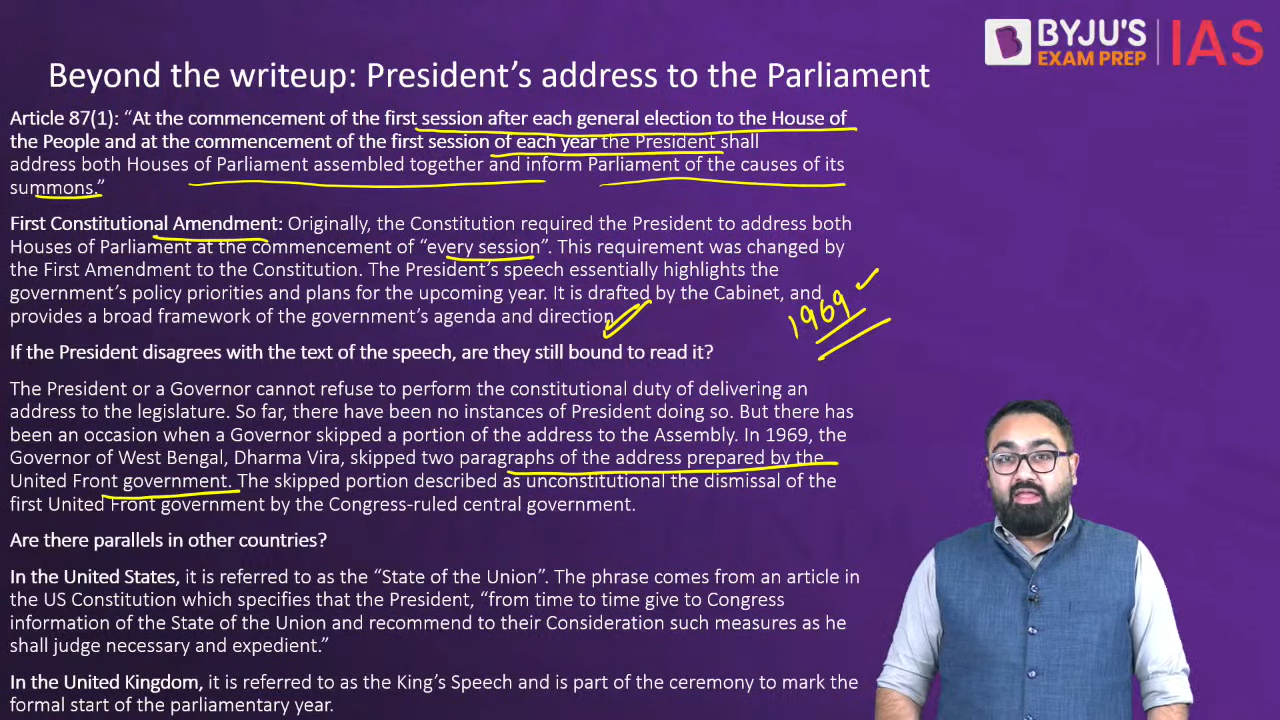 BYJU'S
EXAM PREP
IAS
Beyond the writeup: President's address to the Parliament
Article 87(1): “At the commencement of the first session after each general election to the House of
the People and at the commencement of the first session of each year the President shall
address both Houses of Parliament assembled together and inform Parliament of the causes of its
summons.”
First Constitutional Amendment: Originally, the Constitution required the President to address both
Houses of Parliament at the commencement of “every session”. This requirement was changed by
the First Amendment to the Constitution. The President's speech essentially highlights the
government's policy priorities and plans for the upcoming year. It is drafted by the Cabinet, and
provides a broad framework of the government's agenda and direction
1969
If the President disagrees with the text of the speech, are they still bound to read it?
The President or a Governor cannot refuse to perform the constitutional duty of delivering an
address to the legislature. So far, there have been no instances of President doing so. But there has
been an occasion when a Governor skipped a portion of the address to the Assembly. In 1969, the
Governor of West Bengal, Dharma Vira, skipped two paragraphs of the address prepared by the
United Front government. The skipped portion described as unconstitutional the dismissal of the
first United Front government by the Congress-ruled central government.
Are there parallels in other countries?
In the United States, it is referred to as the “State of the Union”. The phrase comes from an article in
the US Constitution which specifies that the President, “from time to time give to Congress
information of the State of the Union and recommend to their Consideration such measures as he
shall judge necessary and expedient.”
In the United Kingdom, it is referred to as the King's Speech and is part of the ceremony to mark the
formal start of the parliamentary year.